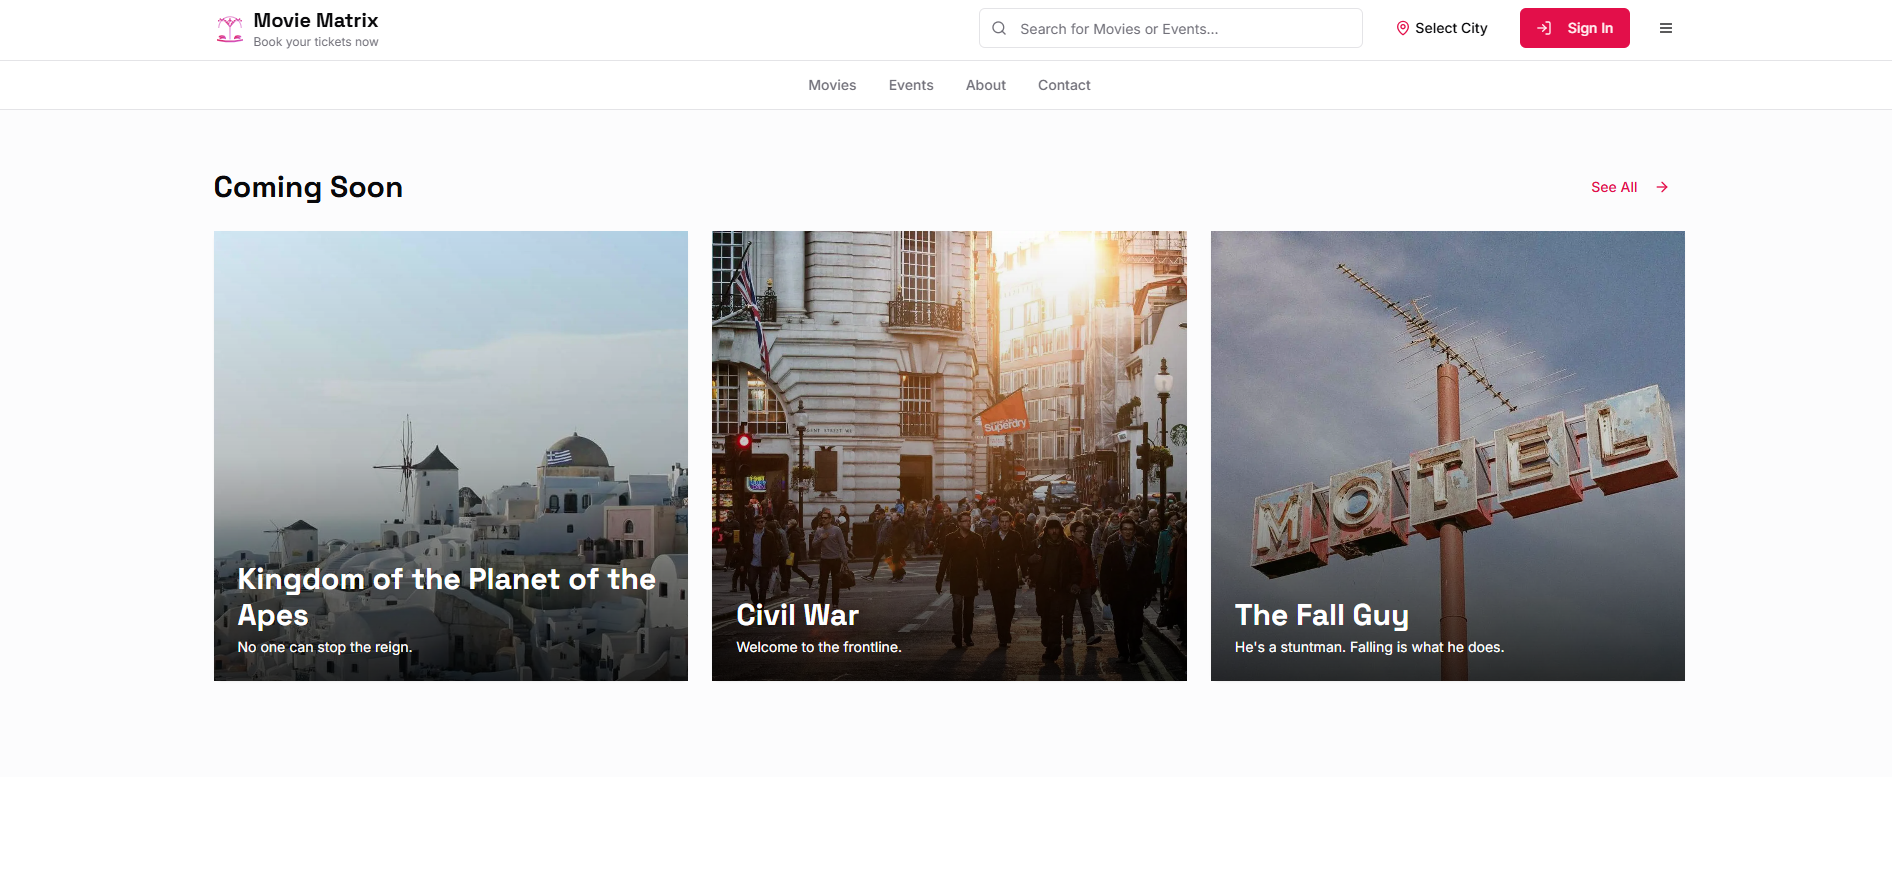 Movie Matrix
Book your tickets now
Search for Movies or Events...
Select City
Sign In
Movies
Events
About
Contact
Coming Soon
See All
Kingdom of the Planet of the
Apes
No one can stop the reign.
Superdry
Civil War
Welcome to the frontline.
MOTEL
The Fall Guy
He's a stuntman. Falling is what he does.